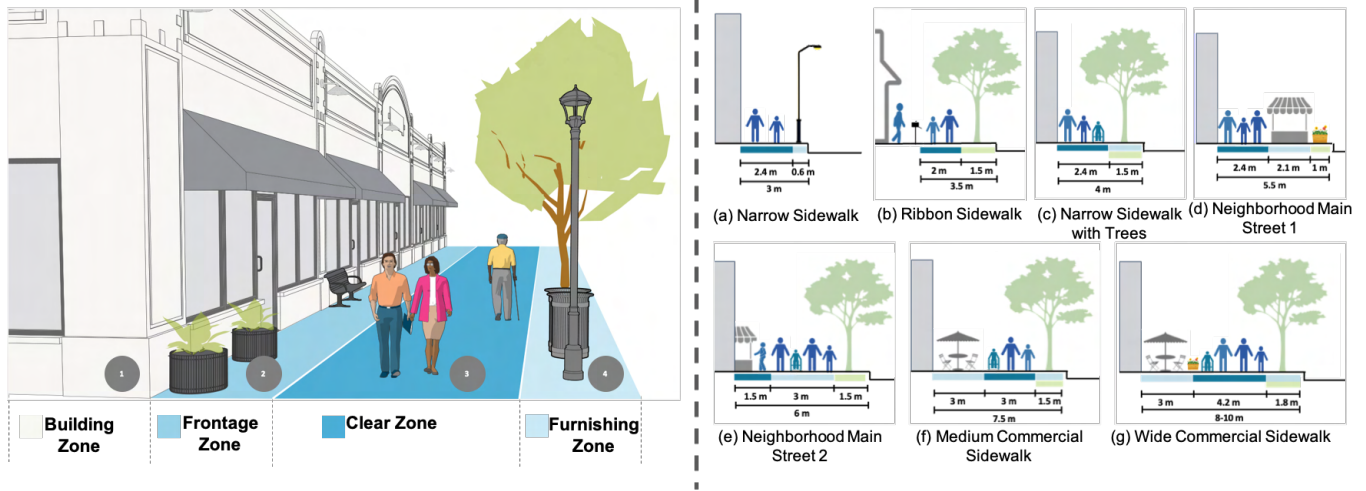 1
2
3
4
Building
Zone
Frontage
Zone
Clear Zone
Furnishing
Zone
2.4 m
0.6 m
3 m
(a) Narrow Sidewalk
2 m
1.5 m
3.5 m
(b) Ribbon Sidewalk
2.4 m
1.5 m
4 m
(c) Narrow Sidewalk
with Trees
2.4 m
2.1 m
1 m
5.5 m
(d) Neighborhood Main
Street 1
1.5 m
3 m
1.5 m
6 m
(e) Neighborhood Main
Street 2
3 m
3 m
1.5 m
7.5 m
(f) Medium Commercial
Sidewalk
3 m
4.2 m
1.8 m
8-10 m
(g) Wide Commercial Sidewalk